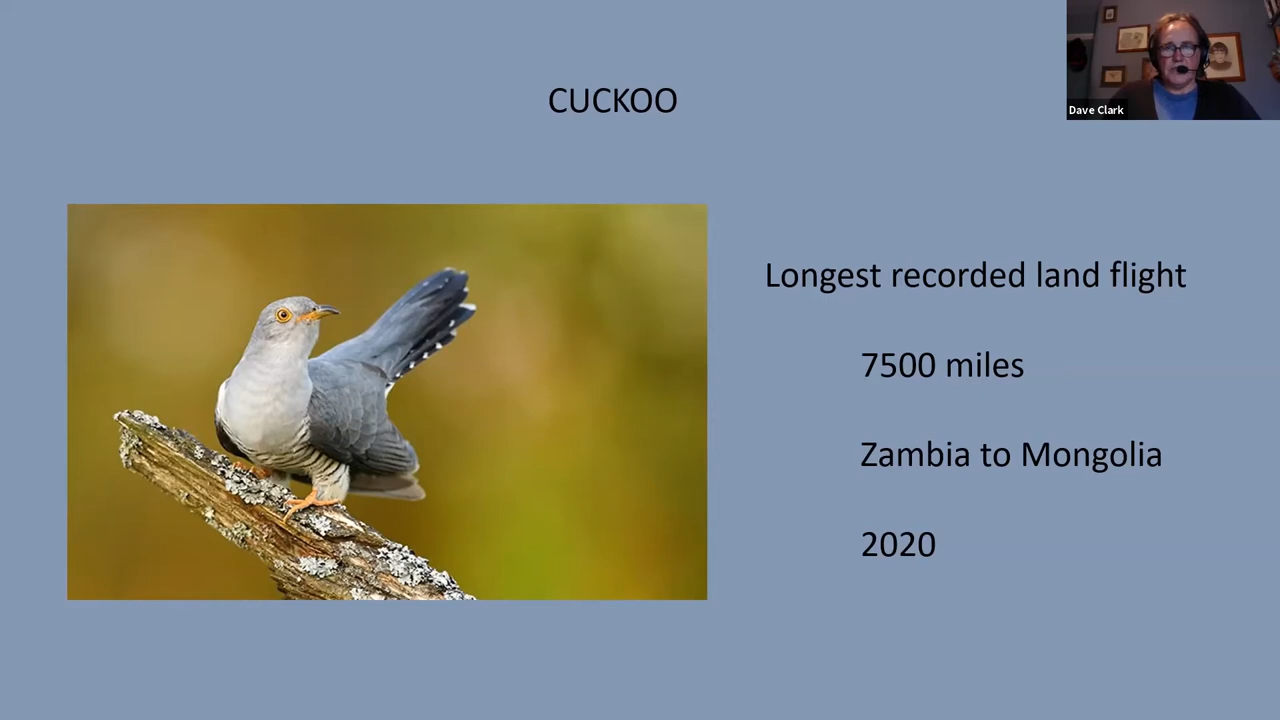 CUCKOO
Dave Clark
Longest recorded land flight
7500 miles
Zambia to Mongolia
2020